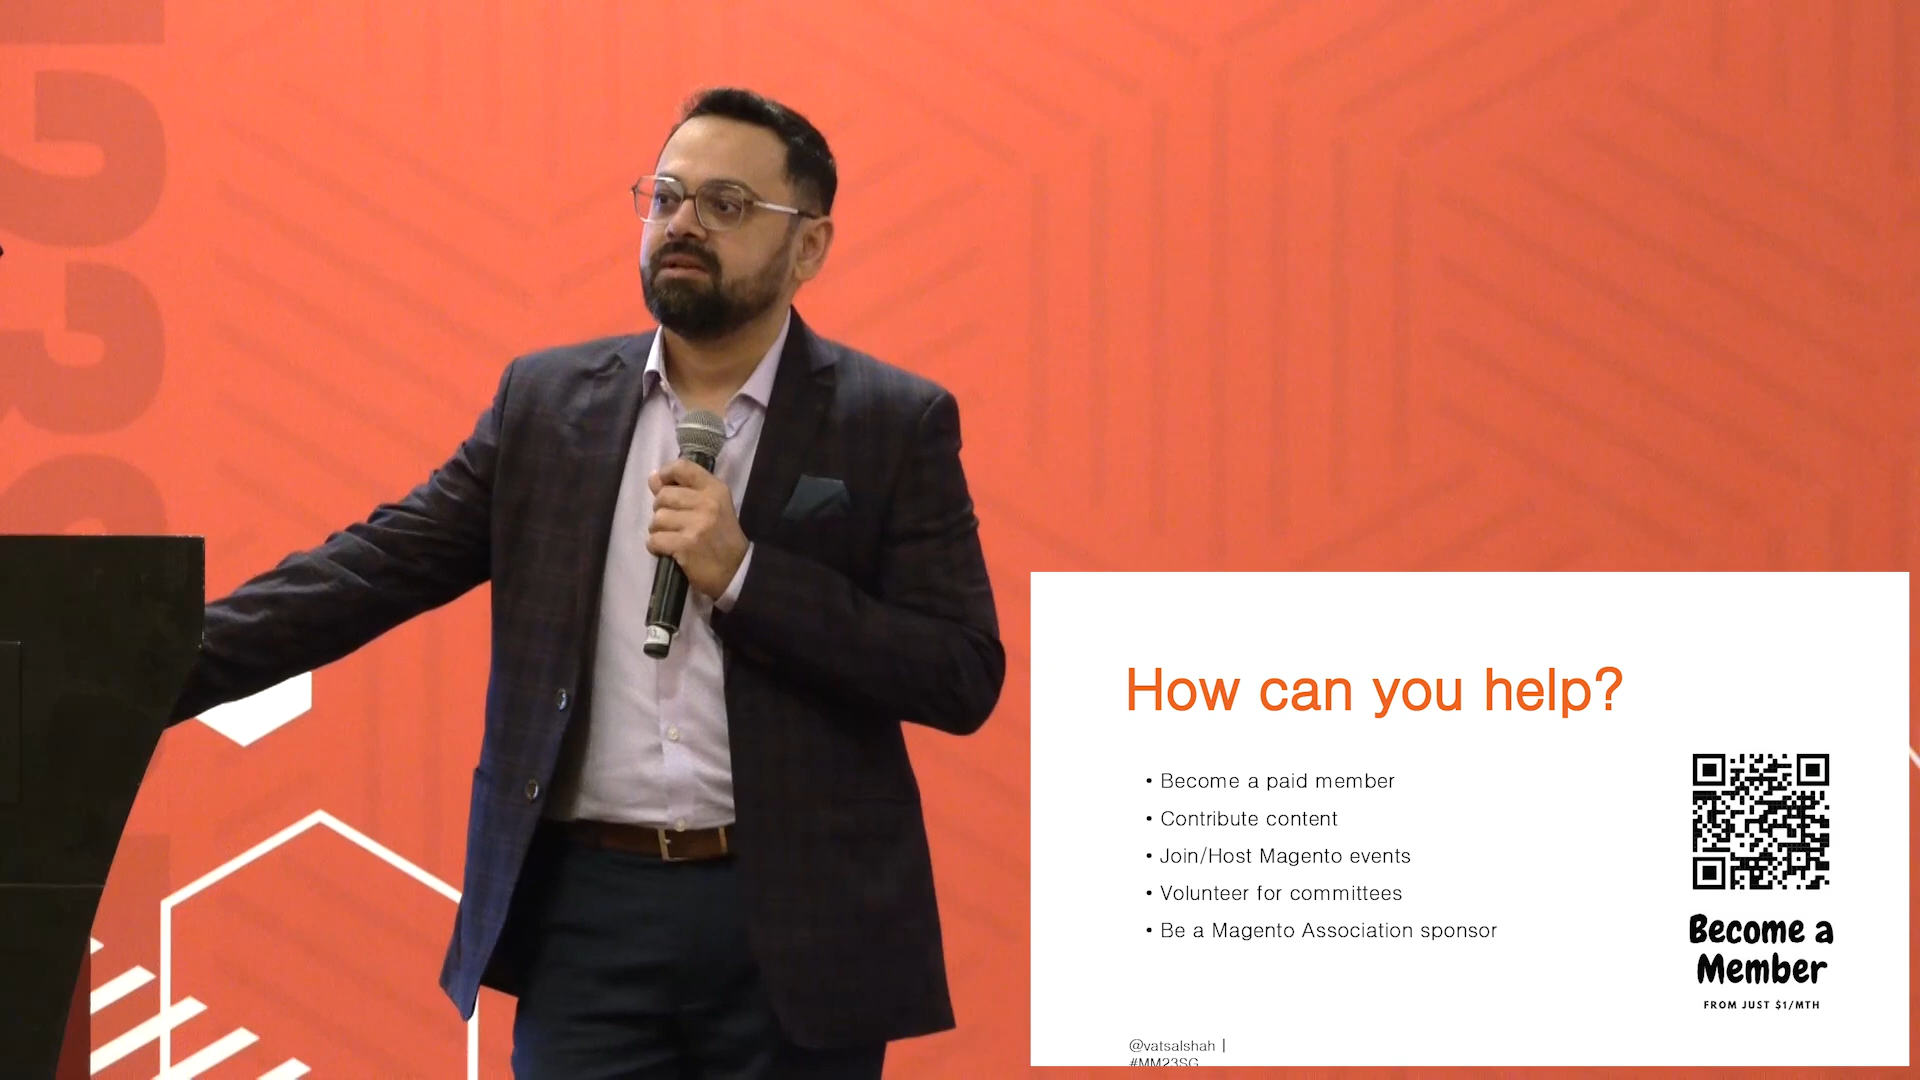 How can you help?
• Become a paid member
• Contribute content
• Join/Host Magento events
• Volunteer for committees
• Be a Magento Association sponsor
Become a
Member
FROM JUST $1/MTH
@vatsalshah |
#MM23SG